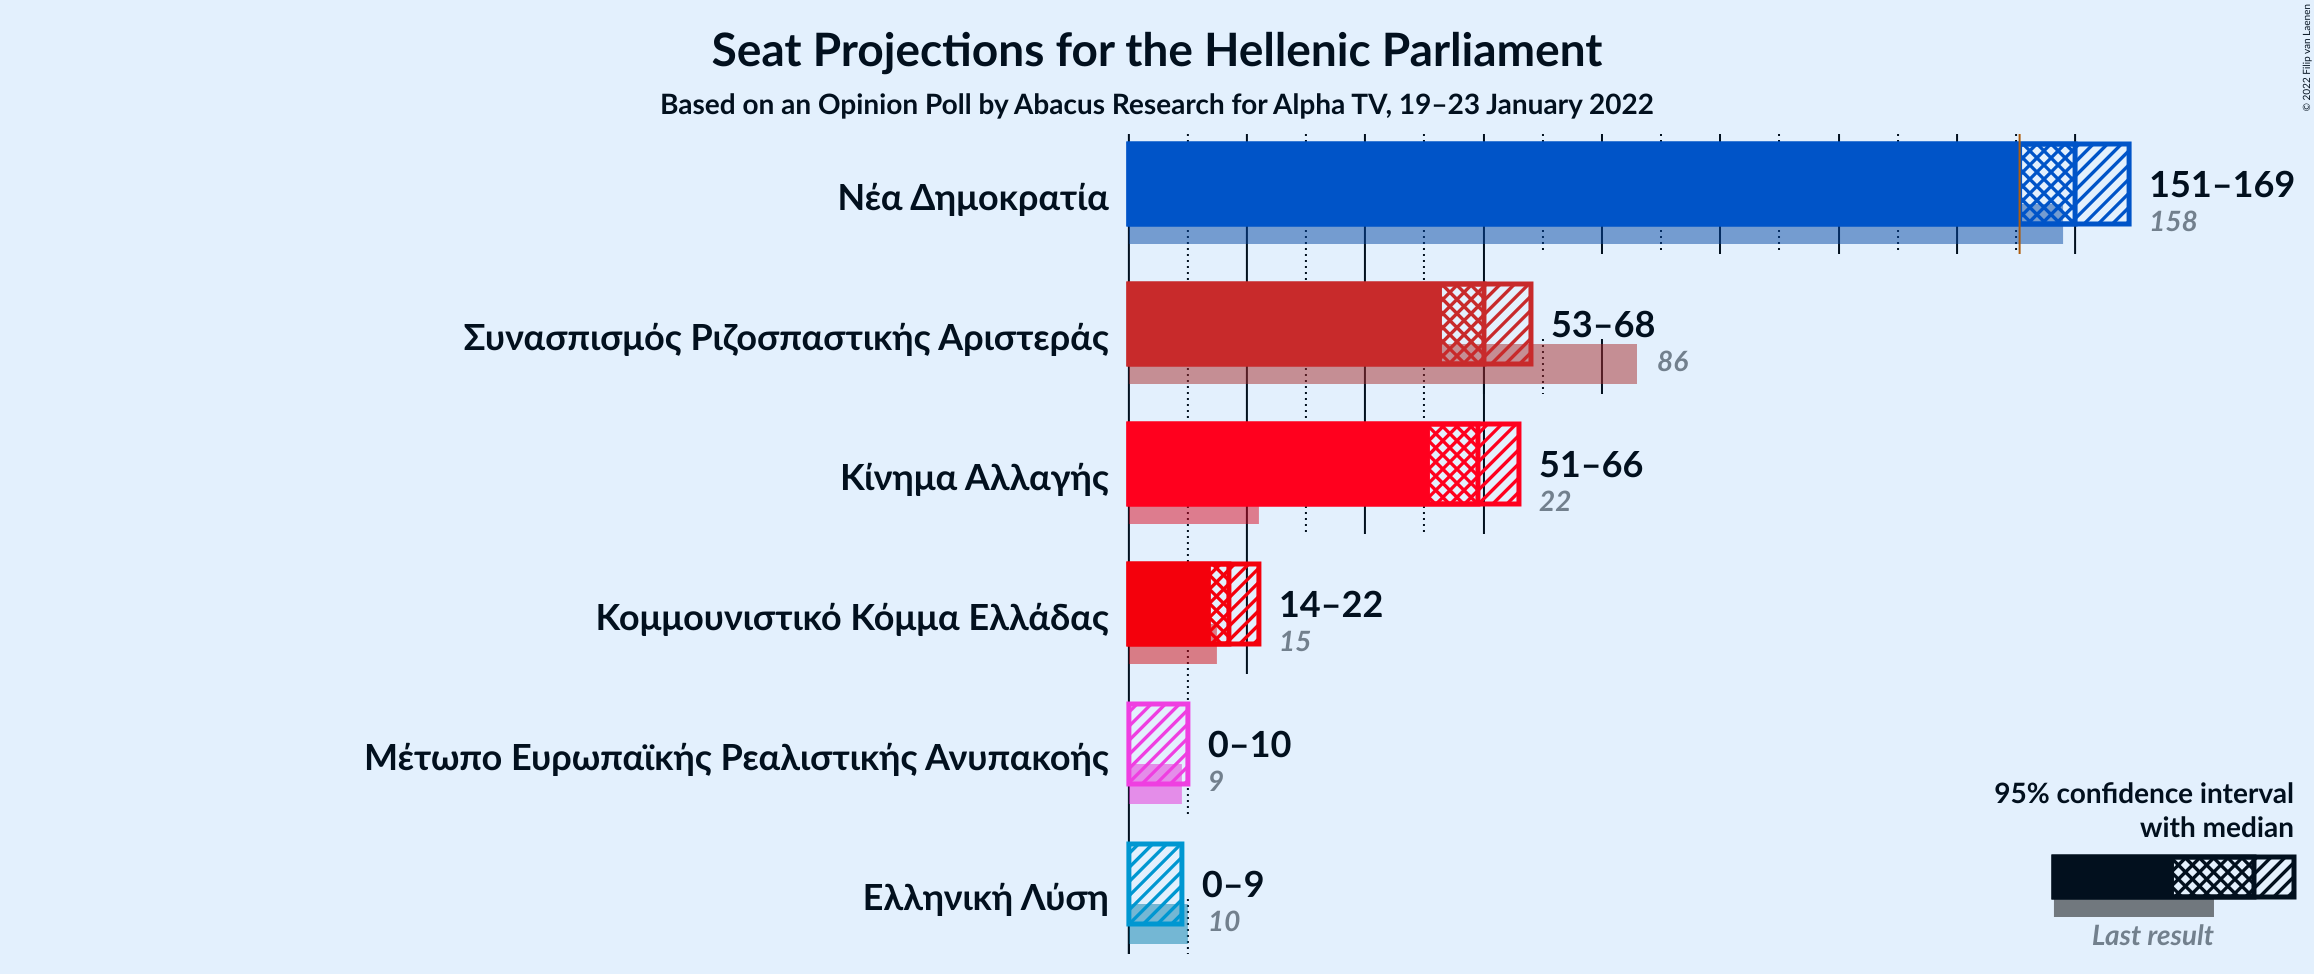 Seat Projections for the Hellenic Parliament
Based on an Opinion Poll by Abacus Research for Alpha TV, 19–23 January 2022
© 2022 Filip van Laenen
Νέα Δημοκρατία
151–169
158
Συνασπισμός Ριζοσπαστικής Αριστεράς
53–68
86
Κίνημα Αλλαγής
51–66
22
Κομμουνιστικό Κόμμα Ελλάδας
14–22
15
Μέτωπο Ευρωπαϊκής Ρεαλιστικής Ανυπακοής
0–10
9
Ελληνική Λύση
0–9
10
95% confidence interval
with median
Last result